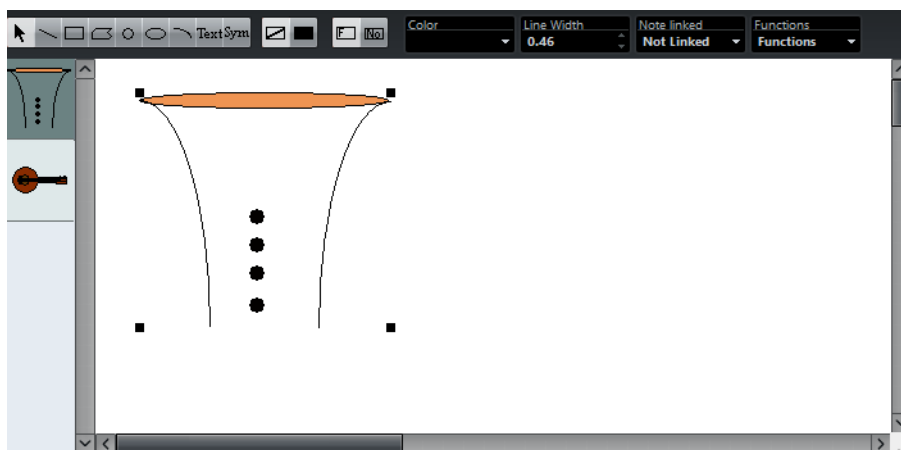 Text Sym F No
Color Line Width Note linked Functions
0.46 Not Linked Functions